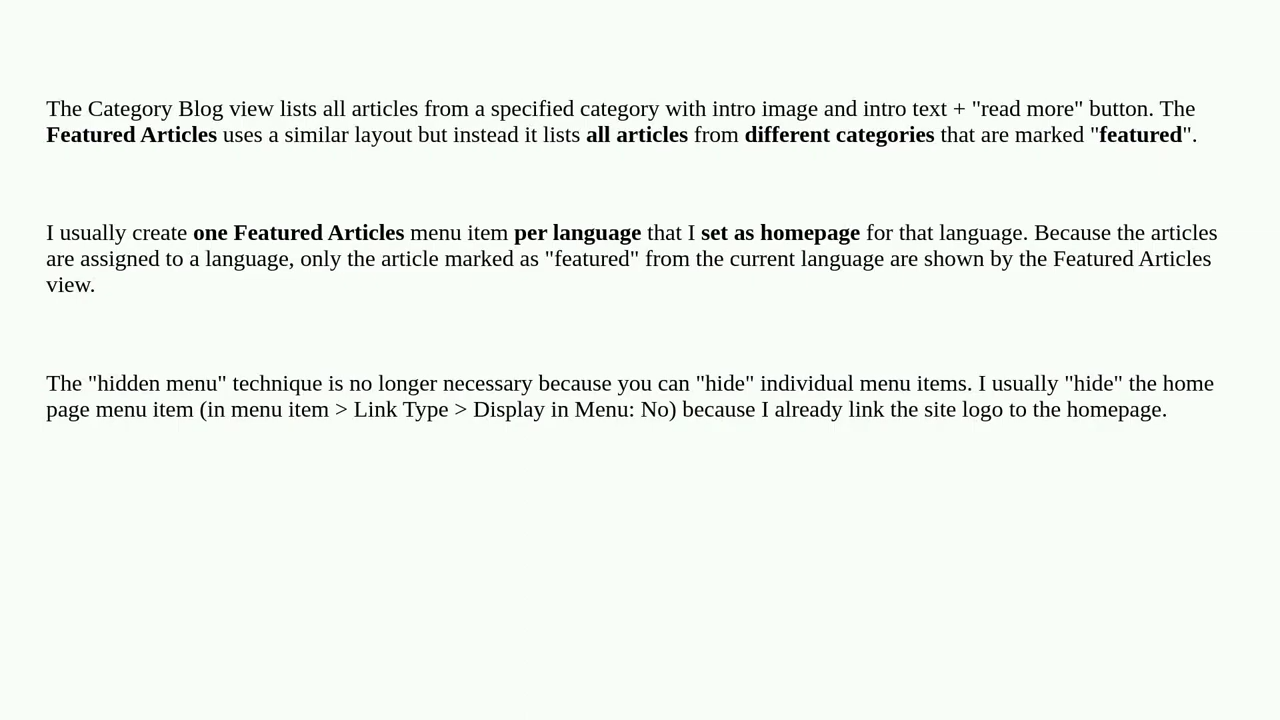 The Category Blog view lists all articles from a specified category with intro image and intro text + "read more" button. The
Featured Articles uses a similar layout but instead it lists all articles from different categories that are marked "featured".
I usually create one Featured Articles menu item per language that I set as homepage for that language. Because the articles
are assigned to a language, only the article marked as "featured" from the current language are shown by the Featured Articles
view.
The "hidden menu" technique is no longer necessary because you can "hide" individual menu items. I usually "hide" the home
page menu item (in menu item > Link Type > Display in Menu: No) because I already link the site logo to the homepage.